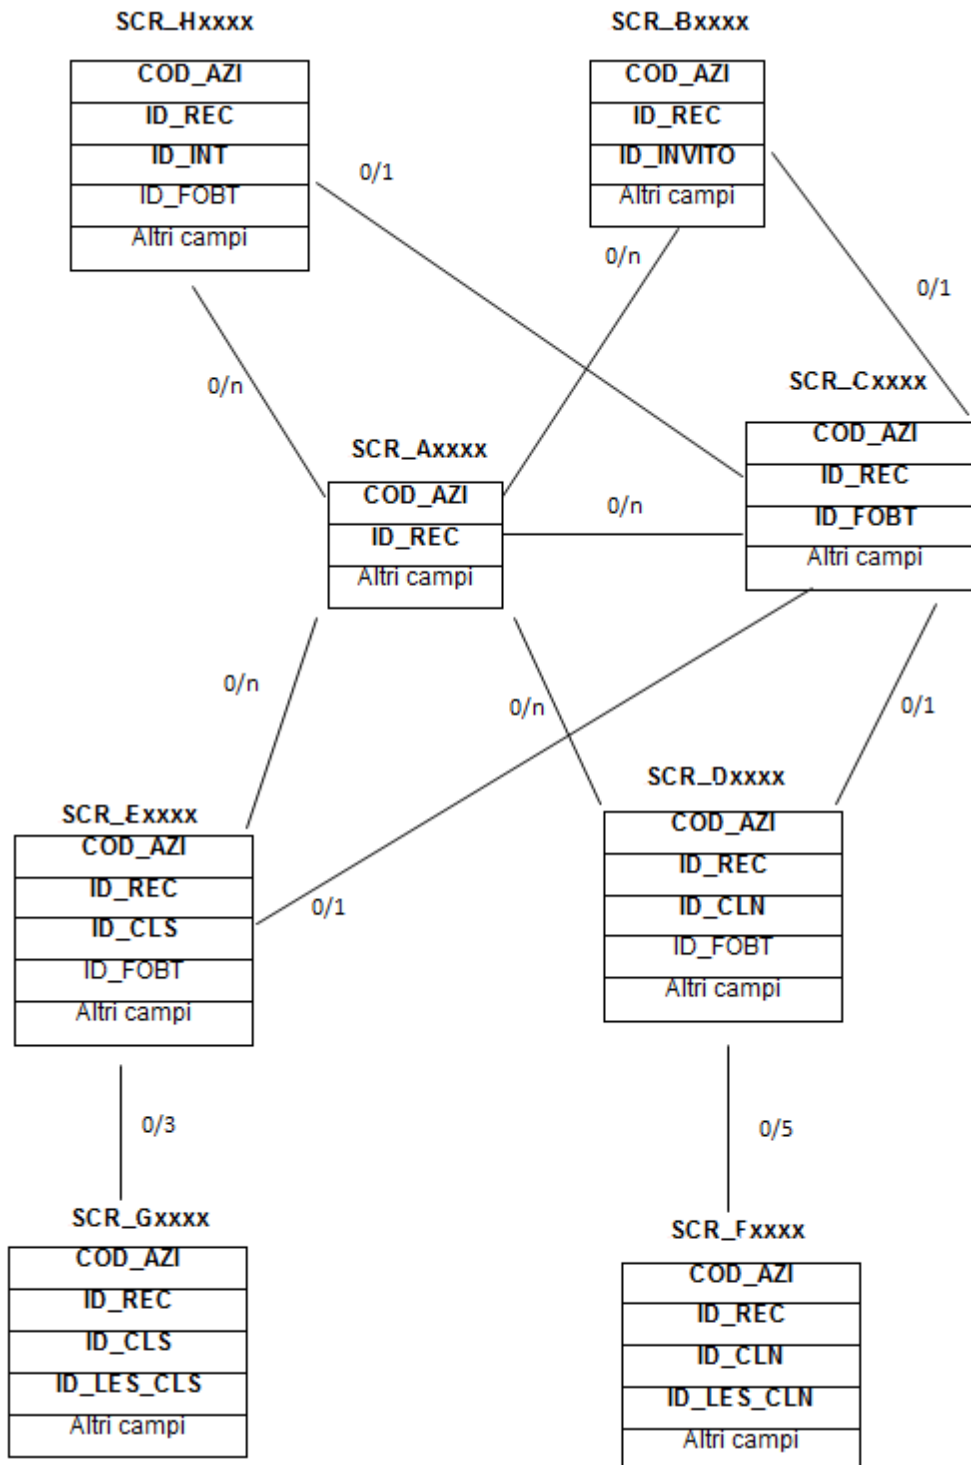 SCR_Hxxxx
COD_AZI
ID_REC
ID_INT
ID_FOBT
Altri campi
SCR_Bxxxx
COD_AZI
ID_REC
ID_INVITO
Altri campi
0/1
0/n
0/1
0/n
SCR_Cxxxx
COD_AZI
ID_REC
ID_FOBT
Altri campi
SCR_Axxxx
COD_AZI
ID_REC
Altri campi
0/n
0/n
0/n
0/1
SCR_Exxxx
COD_AZI
ID_REC
ID_CLS
ID_FOBT
Altri campi
0/1
SCR_Dxxxx
COD_AZI
ID_REC
ID_CLN
ID_FOBT
Altri campi
0/3
0/5
SCR_Gxxxx
COD_AZI
ID_REC
ID_CLS
ID_LES_CLS
Altri campi
SCR_Fxxxx
COD_AZI
ID_REC
ID_CLN
ID_LES_CLN
Altri campi